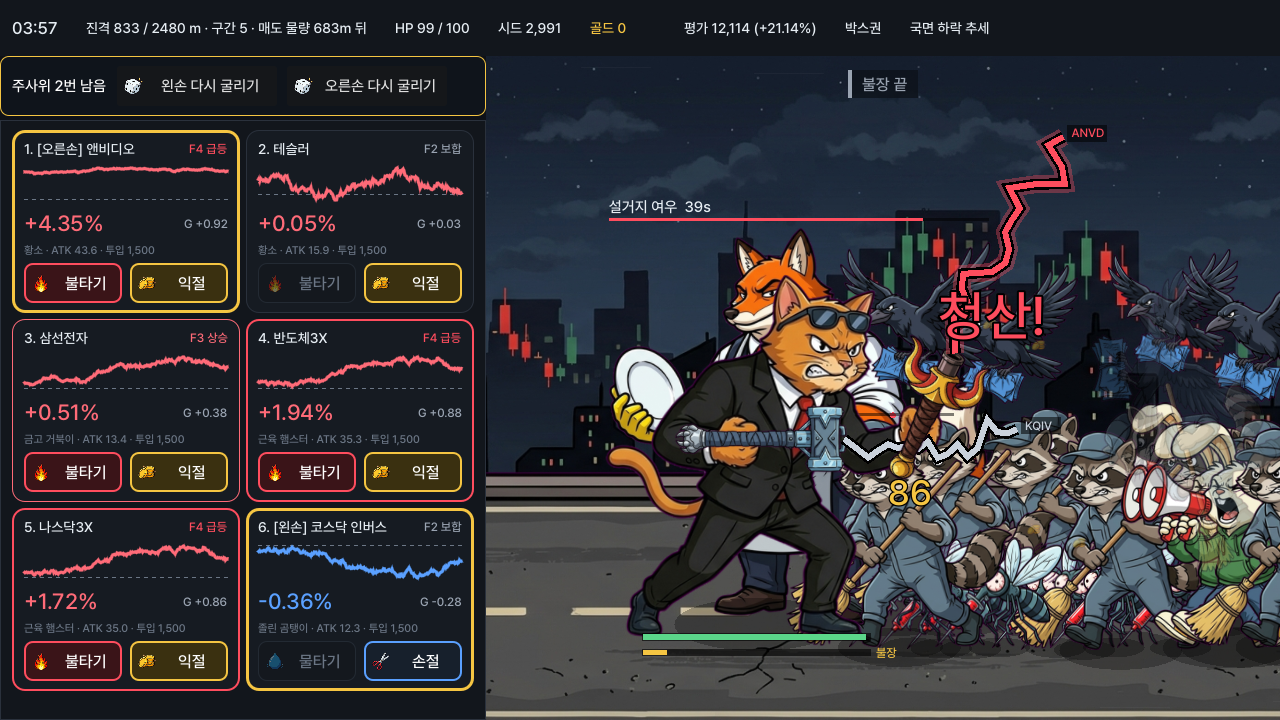 03:57 진격 833 / 2480 m · 구간 5 · 매도 물량 683m 뒤 HP 99 / 100 시드 2,991 골드 0 평가 12,114 (+21.14%) 박스권 국면 하락 추세
주사위 2번 남음 왼손 다시 굴리기 오른손 다시 굴리기
불장 끝
1. [오른손] 앤비디오 F4 급등
+4.35% G +0.92
황소 · ATK 43.6 · 투입 1,500
불타기 익절
2. 테슬러 F2 보합
+0.05% G +0.03
황소 · ATK 15.9 · 투입 1,500
불타기 익절
3. 삼선전자 F3 상승
+0.51% G +0.38
금고 거북이 · ATK 13.4 · 투입 1,500
불타기 익절
4. 반도체3X F4 급등
+1.94% G +0.88
근육 햄스터 · ATK 35.3 · 투입 1,500
불타기 익절
5. 나스닥3X F4 급등
+1.72% G +0.86
근육 햄스터 · ATK 35.0 · 투입 1,500
불타기 익절
6. [왼손] 코스닥 인버스 F2 보합
-0.36% G -0.28
졸린 곰탱이 · ATK 12.3 · 투입 1,500
물타기 손절
ANVD
설거지 여우 39s
청산!
KQIV
86
불장